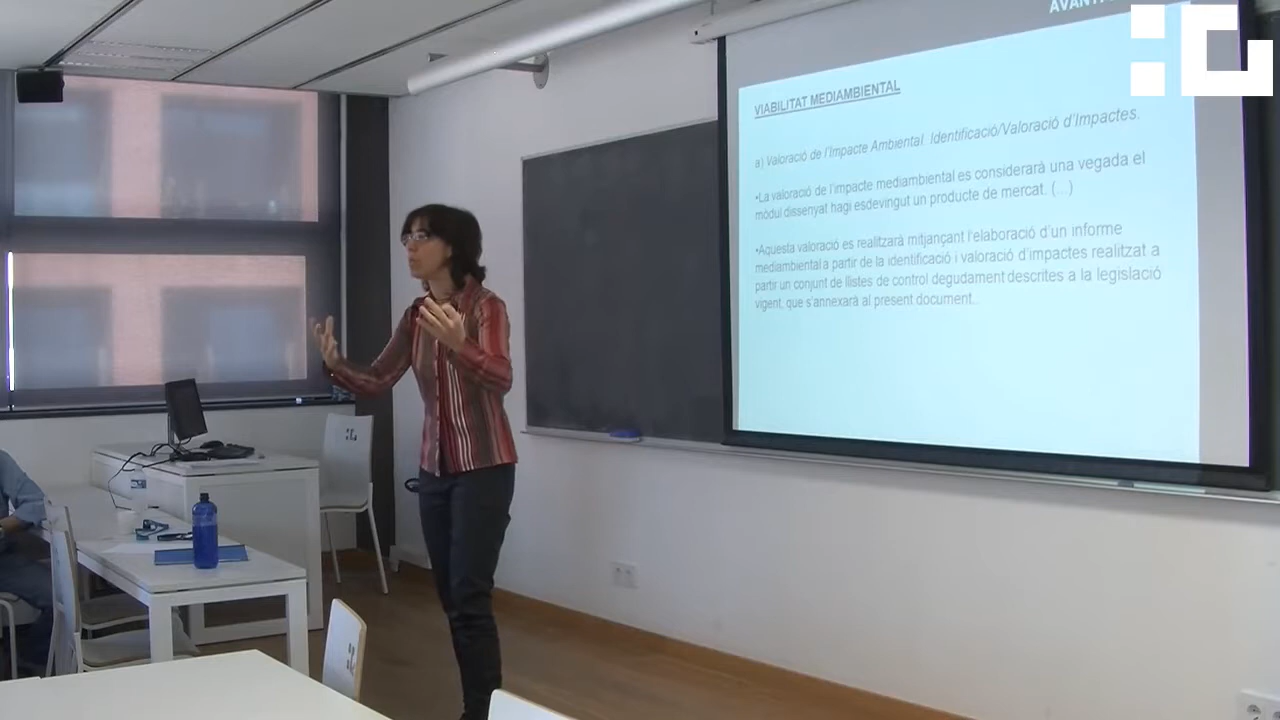 VIABILITAT MEDIAMBIENTAL
a) Valoració de l'Impacte Ambiental. Identificació/Valoració d'Impactes.
•La valoració de l'impacte mediambiental es considerarà una vegada el
mòdul dissenyat hagi esdevingut un producte de mercat. (…)
•Aquesta valoració es realitzarà mitjançant l'elaboració d'un informe
mediambiental a partir de la identificació i valoració d'impactes realitzat a
partir un conjunt de llistes de control degudament descrites a la legislació
vigent, que s'annexarà al present document.